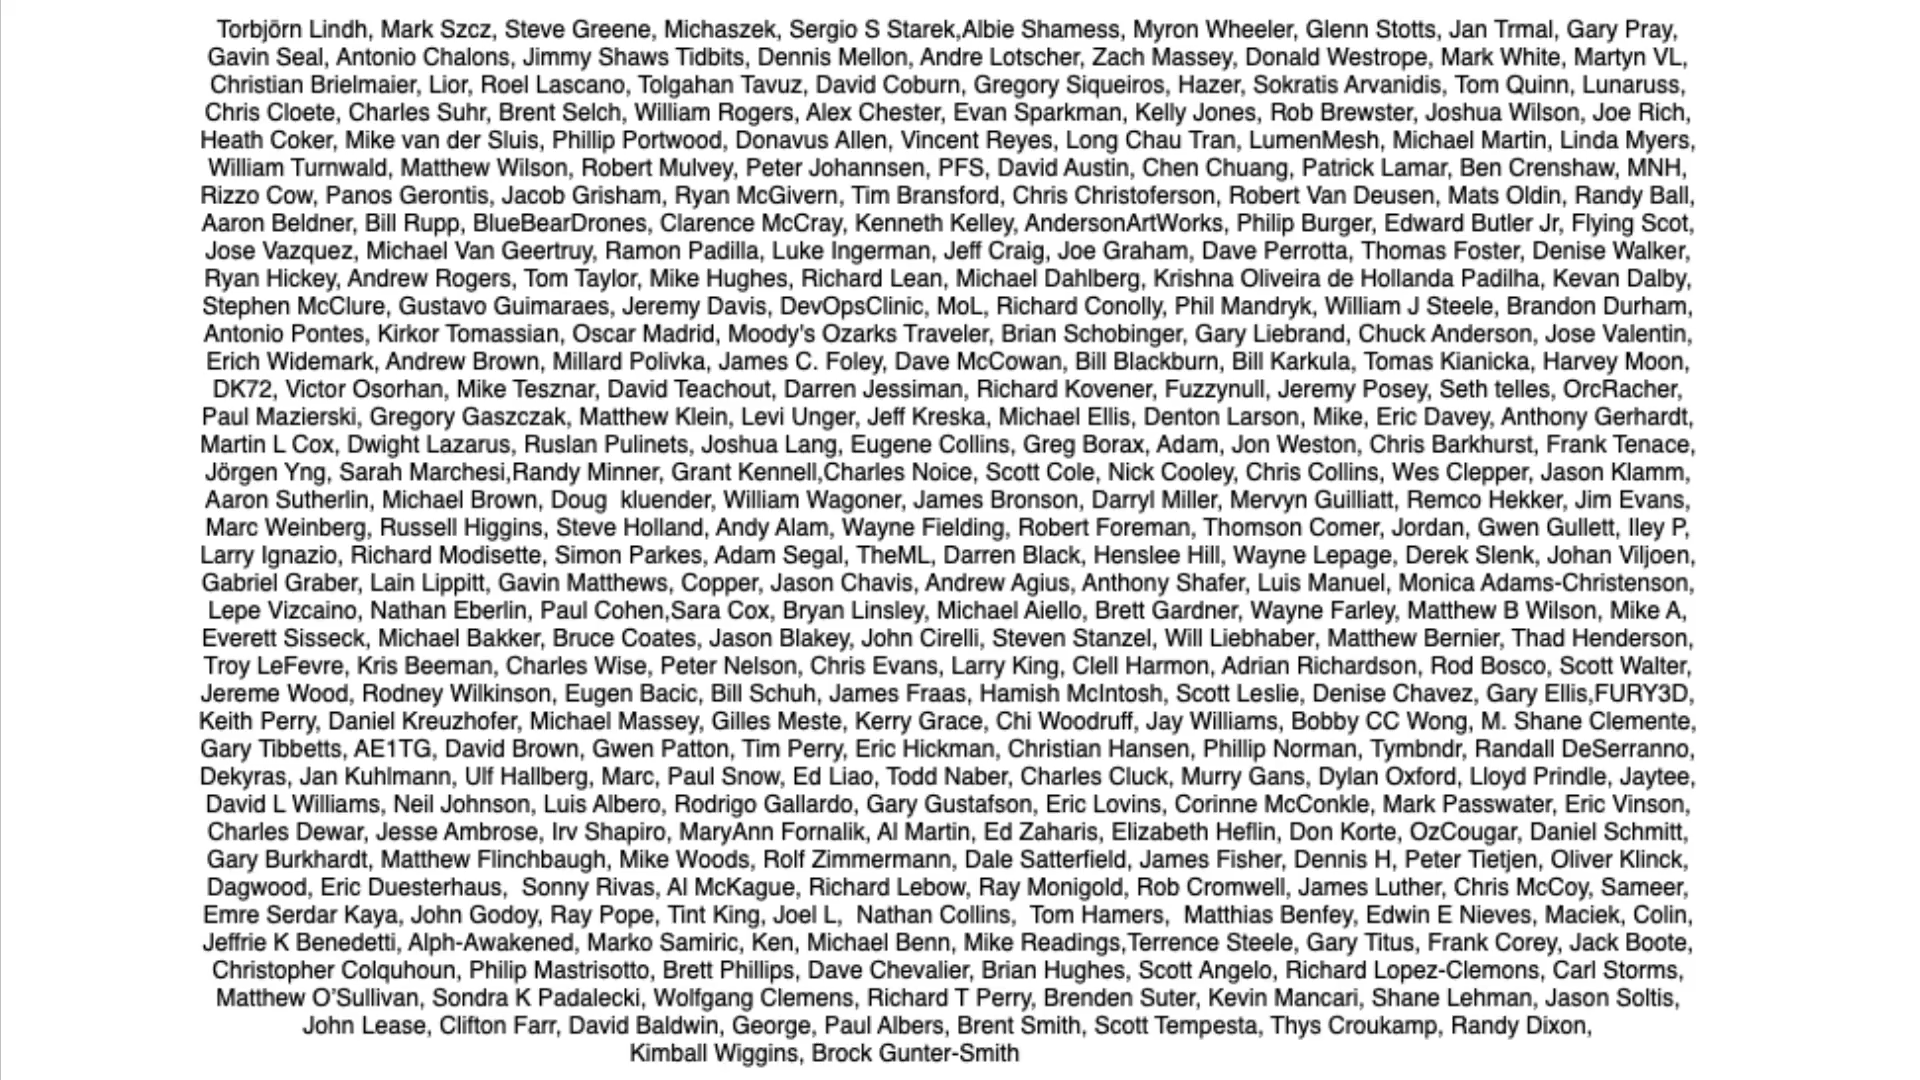 Torbjörn Lindh, Mark Szcz, Steve Greene, Michaszek, Sergio S Starek,Albie Shamess, Myron Wheeler, Glenn Stotts, Jan Trmal, Gary Pray,
Gavin Seal, Antonio Chalons, Jimmy Shaws Tidbits, Dennis Mellon, Andre Lotscher, Zach Massey, Donald Westrope, Mark White, Martyn VL,
Christian Brielmaier, Lior, Roel Lascano, Tolgahan Tavuz, David Coburn, Gregory Siqueiros, Hazer, Sokratis Arvanidis, Tom Quinn, Lunaruss,
Chris Cloete, Charles Suhr, Brent Selch, William Rogers, Alex Chester, Evan Sparkman, Kelly Jones, Rob Brewster, Joshua Wilson, Joe Rich,
Heath Coker, Mike van der Sluis, Phillip Portwood, Donavus Allen, Vincent Reyes, Long Chau Tran, LumenMesh, Michael Martin, Linda Myers,
William Turnwald, Matthew Wilson, Robert Mulvey, Peter Johannsen, PFS, David Austin, Chen Chuang, Patrick Lamar, Ben Crenshaw, MNH,
Rizzo Cow, Panos Gerontis, Jacob Grisham, Ryan McGivern, Tim Bransford, Chris Christoferson, Robert Van Deusen, Mats Oldin, Randy Ball,
Aaron Beldner, Bill Rupp, BlueBearDrones, Clarence McCray, Kenneth Kelley, AndersonArtWorks, Philip Burger, Edward Butler Jr, Flying Scot,
Jose Vazquez, Michael Van Geertruy, Ramon Padilla, Luke Ingerman, Jeff Craig, Joe Graham, Dave Perrotta, Thomas Foster, Denise Walker,
Ryan Hickey, Andrew Rogers, Tom Taylor, Mike Hughes, Richard Lean, Michael Dahlberg, Krishna Oliveira de Hollanda Padilha, Kevan Dalby,
Stephen McClure, Gustavo Guimaraes, Jeremy Davis, DevOpsClinic, MoL, Richard Conolly, Phil Mandryk, William J Steele, Brandon Durham,
Antonio Pontes, Kirkor Tomassian, Oscar Madrid, Moody's Ozarks Traveler, Brian Schobinger, Gary Liebrand, Chuck Anderson, Jose Valentin,
Erich Widemark, Andrew Brown, Millard Polivka, James C. Foley, Dave McCowan, Bill Blackburn, Bill Karkula, Tomas Kianicka, Harvey Moon,
DK72, Victor Osorhan, Mike Tesznar, David Teachout, Darren Jessiman, Richard Kovener, Fuzzynull, Jeremy Posey, Seth telles, OrcRacher,
Paul Mazierski, Gregory Gaszczak, Matthew Klein, Levi Unger, Jeff Kreska, Michael Ellis, Denton Larson, Mike, Eric Davey, Anthony Gerhardt,
Martin L Cox, Dwight Lazarus, Ruslan Pulinets, Joshua Lang, Eugene Collins, Greg Borax, Adam, Jon Weston, Chris Barkhurst, Frank Tenace,
Jörgen Yng, Sarah Marchesi,Randy Minner, Grant Kennell,Charles Noice, Scott Cole, Nick Cooley, Chris Collins, Wes Clepper, Jason Klamm,
Aaron Sutherlin, Michael Brown, Doug  kluender, William Wagoner, James Bronson, Darryl Miller, Mervyn Guilliatt, Remco Hekker, Jim Evans,
Marc Weinberg, Russell Higgins, Steve Holland, Andy Alam, Wayne Fielding, Robert Foreman, Thomson Comer, Jordan, Gwen Gullett, Iley P,
Larry Ignazio, Richard Modisette, Simon Parkes, Adam Segal, TheML, Darren Black, Henslee Hill, Wayne Lepage, Derek Slenk, Johan Viljoen,
Gabriel Graber, Lain Lippitt, Gavin Matthews, Copper, Jason Chavis, Andrew Agius, Anthony Shafer, Luis Manuel, Monica Adams-Christenson,
Lepe Vizcaino, Nathan Eberlin, Paul Cohen,Sara Cox, Bryan Linsley, Michael Aiello, Brett Gardner, Wayne Farley, Matthew B Wilson, Mike A,
Everett Sisseck, Michael Bakker, Bruce Coates, Jason Blakey, John Cirelli, Steven Stanzel, Will Liebhaber, Matthew Bernier, Thad Henderson,
Troy LeFevre, Kris Beeman, Charles Wise, Peter Nelson, Chris Evans, Larry King, Clell Harmon, Adrian Richardson, Rod Bosco, Scott Walter,
Jereme Wood, Rodney Wilkinson, Eugen Bacic, Bill Schuh, James Fraas, Hamish McIntosh, Scott Leslie, Denise Chavez, Gary Ellis,FURY3D,
Keith Perry, Daniel Kreuzhofer, Michael Massey, Gilles Meste, Kerry Grace, Chi Woodruff, Jay Williams, Bobby CC Wong, M. Shane Clemente,
Gary Tibbetts, AE1TG, David Brown, Gwen Patton, Tim Perry, Eric Hickman, Christian Hansen, Phillip Norman, Tymbndr, Randall DeSerranno,
Dekyras, Jan Kuhlmann, Ulf Hallberg, Marc, Paul Snow, Ed Liao, Todd Naber, Charles Cluck, Murry Gans, Dylan Oxford, Lloyd Prindle, Jaytee,
David L Williams, Neil Johnson, Luis Albero, Rodrigo Gallardo, Gary Gustafson, Eric Lovins, Corinne McConkle, Mark Passwater, Eric Vinson,
Charles Dewar, Jesse Ambrose, Irv Shapiro, MaryAnn Fornalik, Al Martin, Ed Zaharis, Elizabeth Heflin, Don Korte, OzCougar, Daniel Schmitt,
Gary Burkhardt, Matthew Flinchbaugh, Mike Woods, Rolf Zimmermann, Dale Satterfield, James Fisher, Dennis H, Peter Tietjen, Oliver Klinck,
Dagwood, Eric Duesterhaus,  Sonny Rivas, Al McKague, Richard Lebow, Ray Monigold, Rob Cromwell, James Luther, Chris McCoy, Sameer,
Emre Serdar Kaya, John Godoy, Ray Pope, Tint King, Joel L,  Nathan Collins,  Tom Hamers,  Matthias Benfey, Edwin E Nieves, Maciek, Colin,
Jeffrie K Benedetti, Alph-Awakened, Marko Samiric, Ken, Michael Benn, Mike Readings,Terrence Steele, Gary Titus, Frank Corey, Jack Boote,
Christopher Colquhoun, Philip Mastrisotto, Brett Phillips, Dave Chevalier, Brian Hughes, Scott Angelo, Richard Lopez-Clemons, Carl Storms,
Matthew O’Sullivan, Sondra K Padalecki, Wolfgang Clemens, Richard T Perry, Brenden Suter, Kevin Mancari, Shane Lehman, Jason Soltis,
John Lease, Clifton Farr, David Baldwin, George, Paul Albers, Brent Smith, Scott Tempesta, Thys Croukamp, Randy Dixon,
Kimball Wiggins, Brock Gunter-Smith